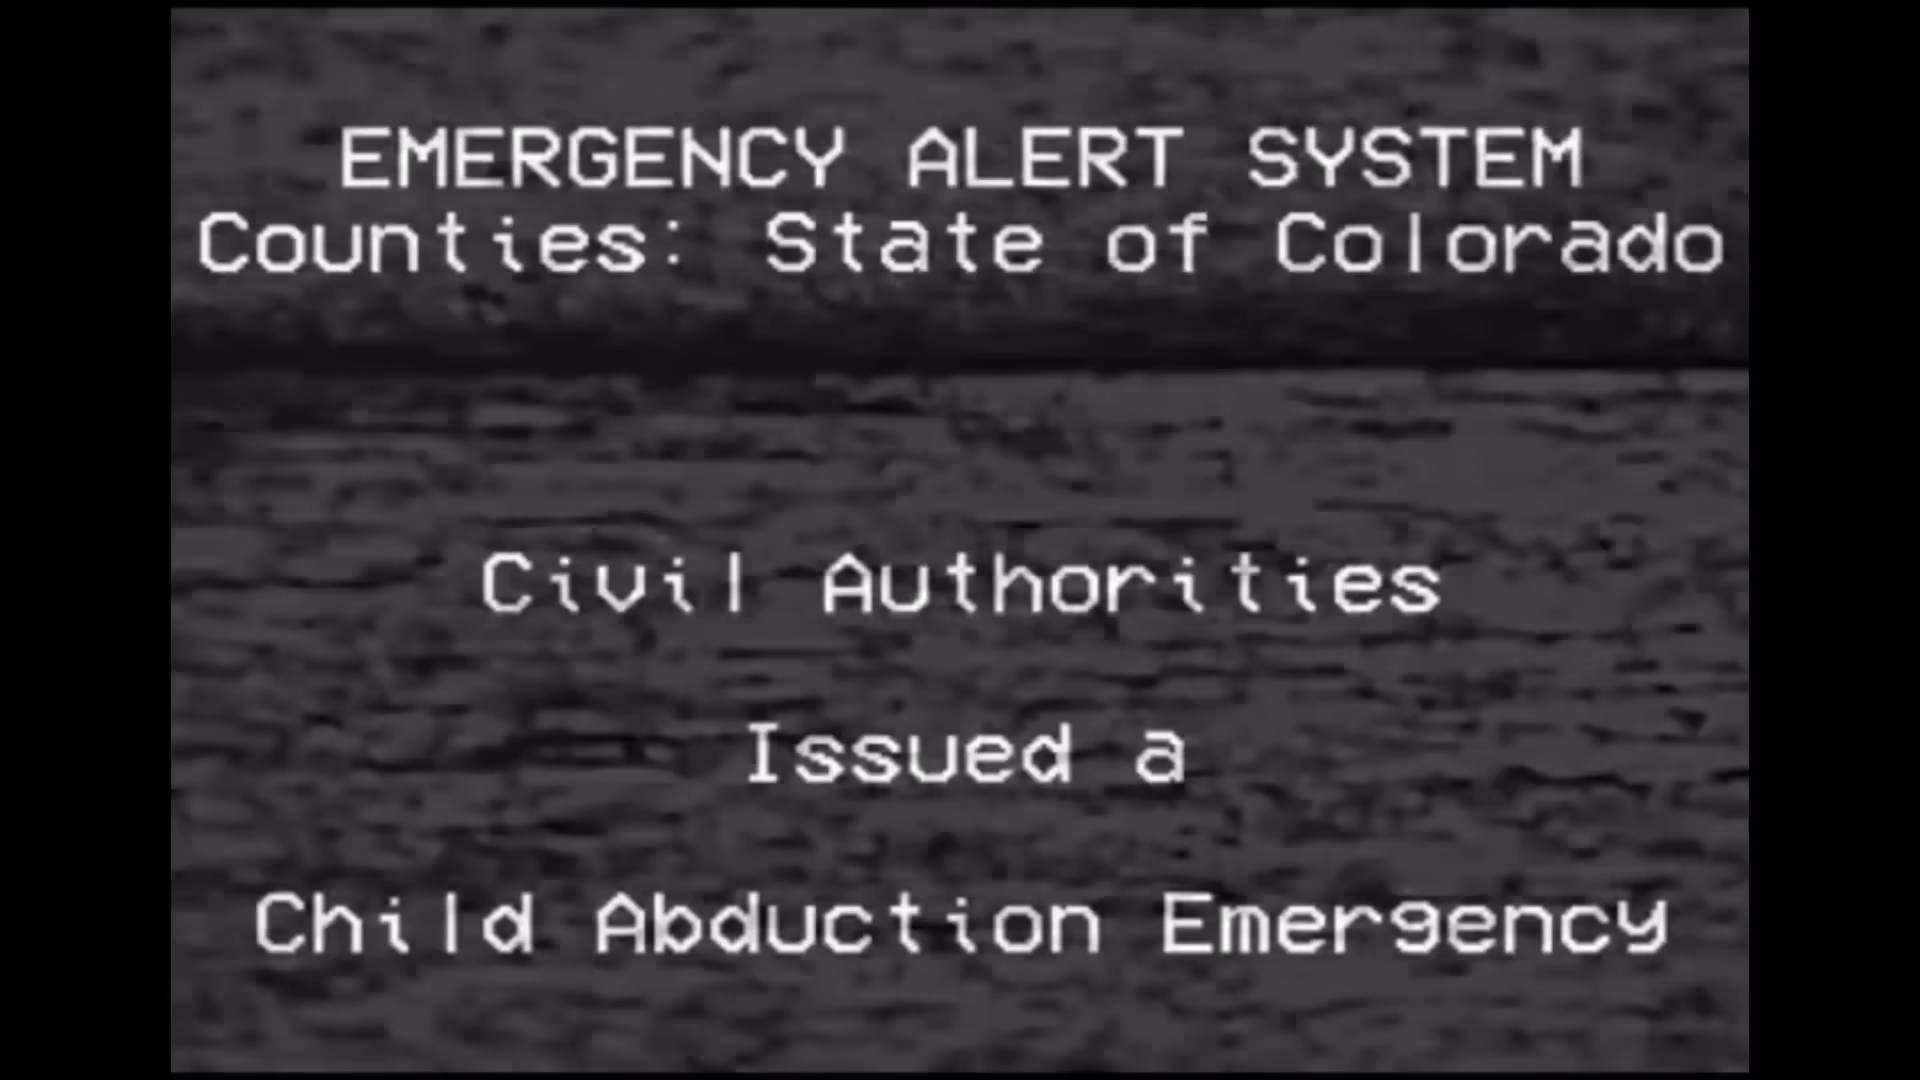 EMERGENCY ALERT SYSTEM
Counties: State of Colorado
Civil Authorities
Issued a
Child Abduction Emergency